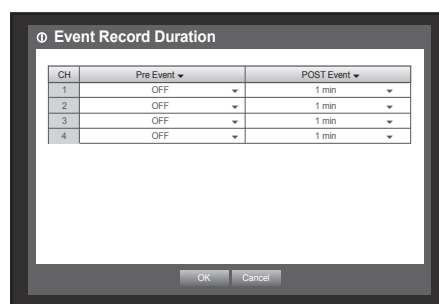 Event Record Duration
CH Pre Event POST Event
1 OFF 1 min
2 OFF 1 min
3 OFF 1 min
4 OFF 1 min
OK Cancel